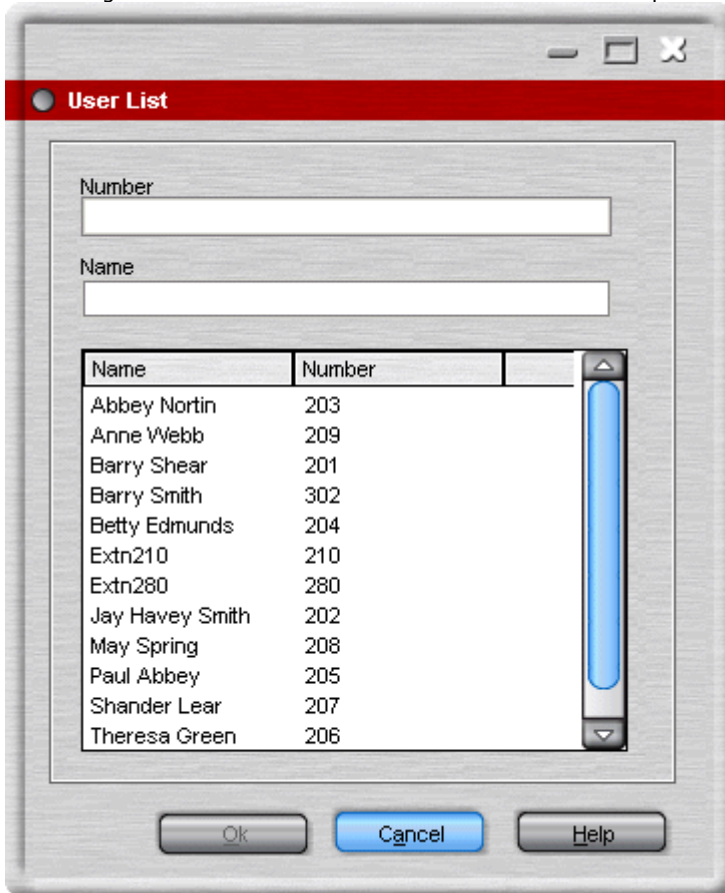 User List
Number
Name
Name Number
Abbey Nortin 203
Anne Webb 209
Barry Shear 201
Barry Smith 302
Betty Edmunds 204
Extn210 210
Extn280 280
Jay Havey Smith 202
May Spring 208
Paul Abbey 205
Shander Lear 207
Theresa Green 206
Ok Cancel Help